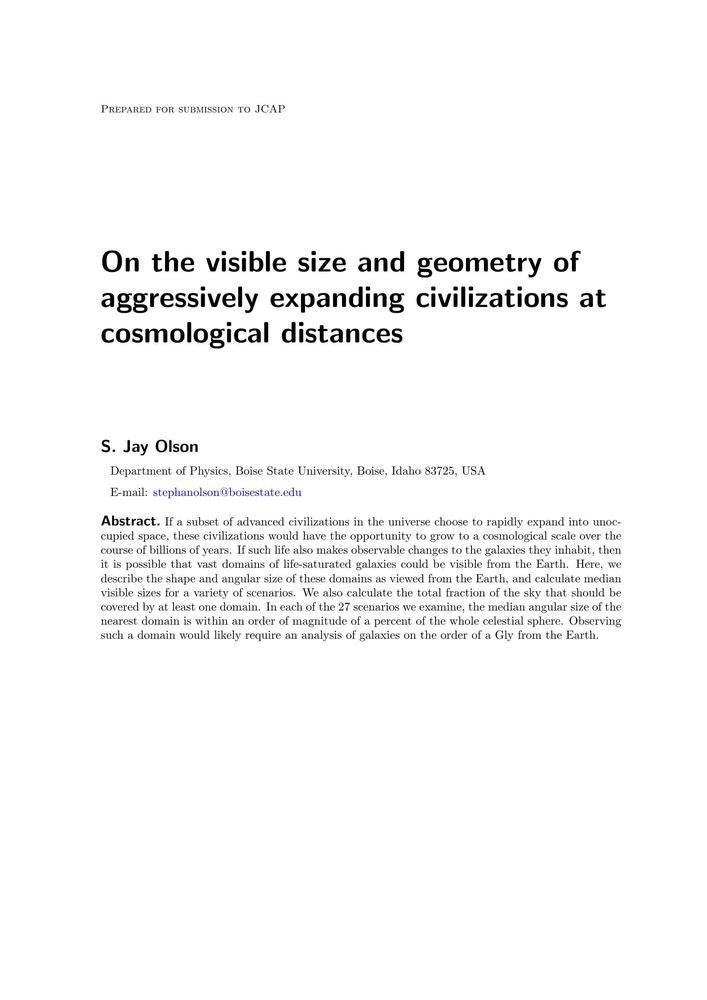 Prepared for submission to JCAP
On the visible size and geometry of
aggressively expanding civilizations at
cosmological distances
S. Jay Olson
Department of Physics, Boise State University, Boise, Idaho 83725, USA
E-mail: stephanolson@boisestate.edu
Abstract. If a subset of advanced civilizations in the universe choose to rapidly expand into unoc-
cupied space, these civilizations would have the opportunity to grow to a cosmological scale over the
course of billions of years. If such life also makes observable changes to the galaxies they inhabit, then
it is possible that vast domains of life-saturated galaxies could be visible from the Earth. Here, we
describe the shape and angular size of these domains as viewed from the Earth, and calculate median
visible sizes for a variety of scenarios. We also calculate the total fraction of the sky that should be
covered by at least one domain. In each of the 27 scenarios we examine, the median angular size of the
nearest domain is within an order of magnitude of a percent of the whole celestial sphere. Observing
such a domain would likely require an analysis of galaxies on the order of a Gly from the Earth.